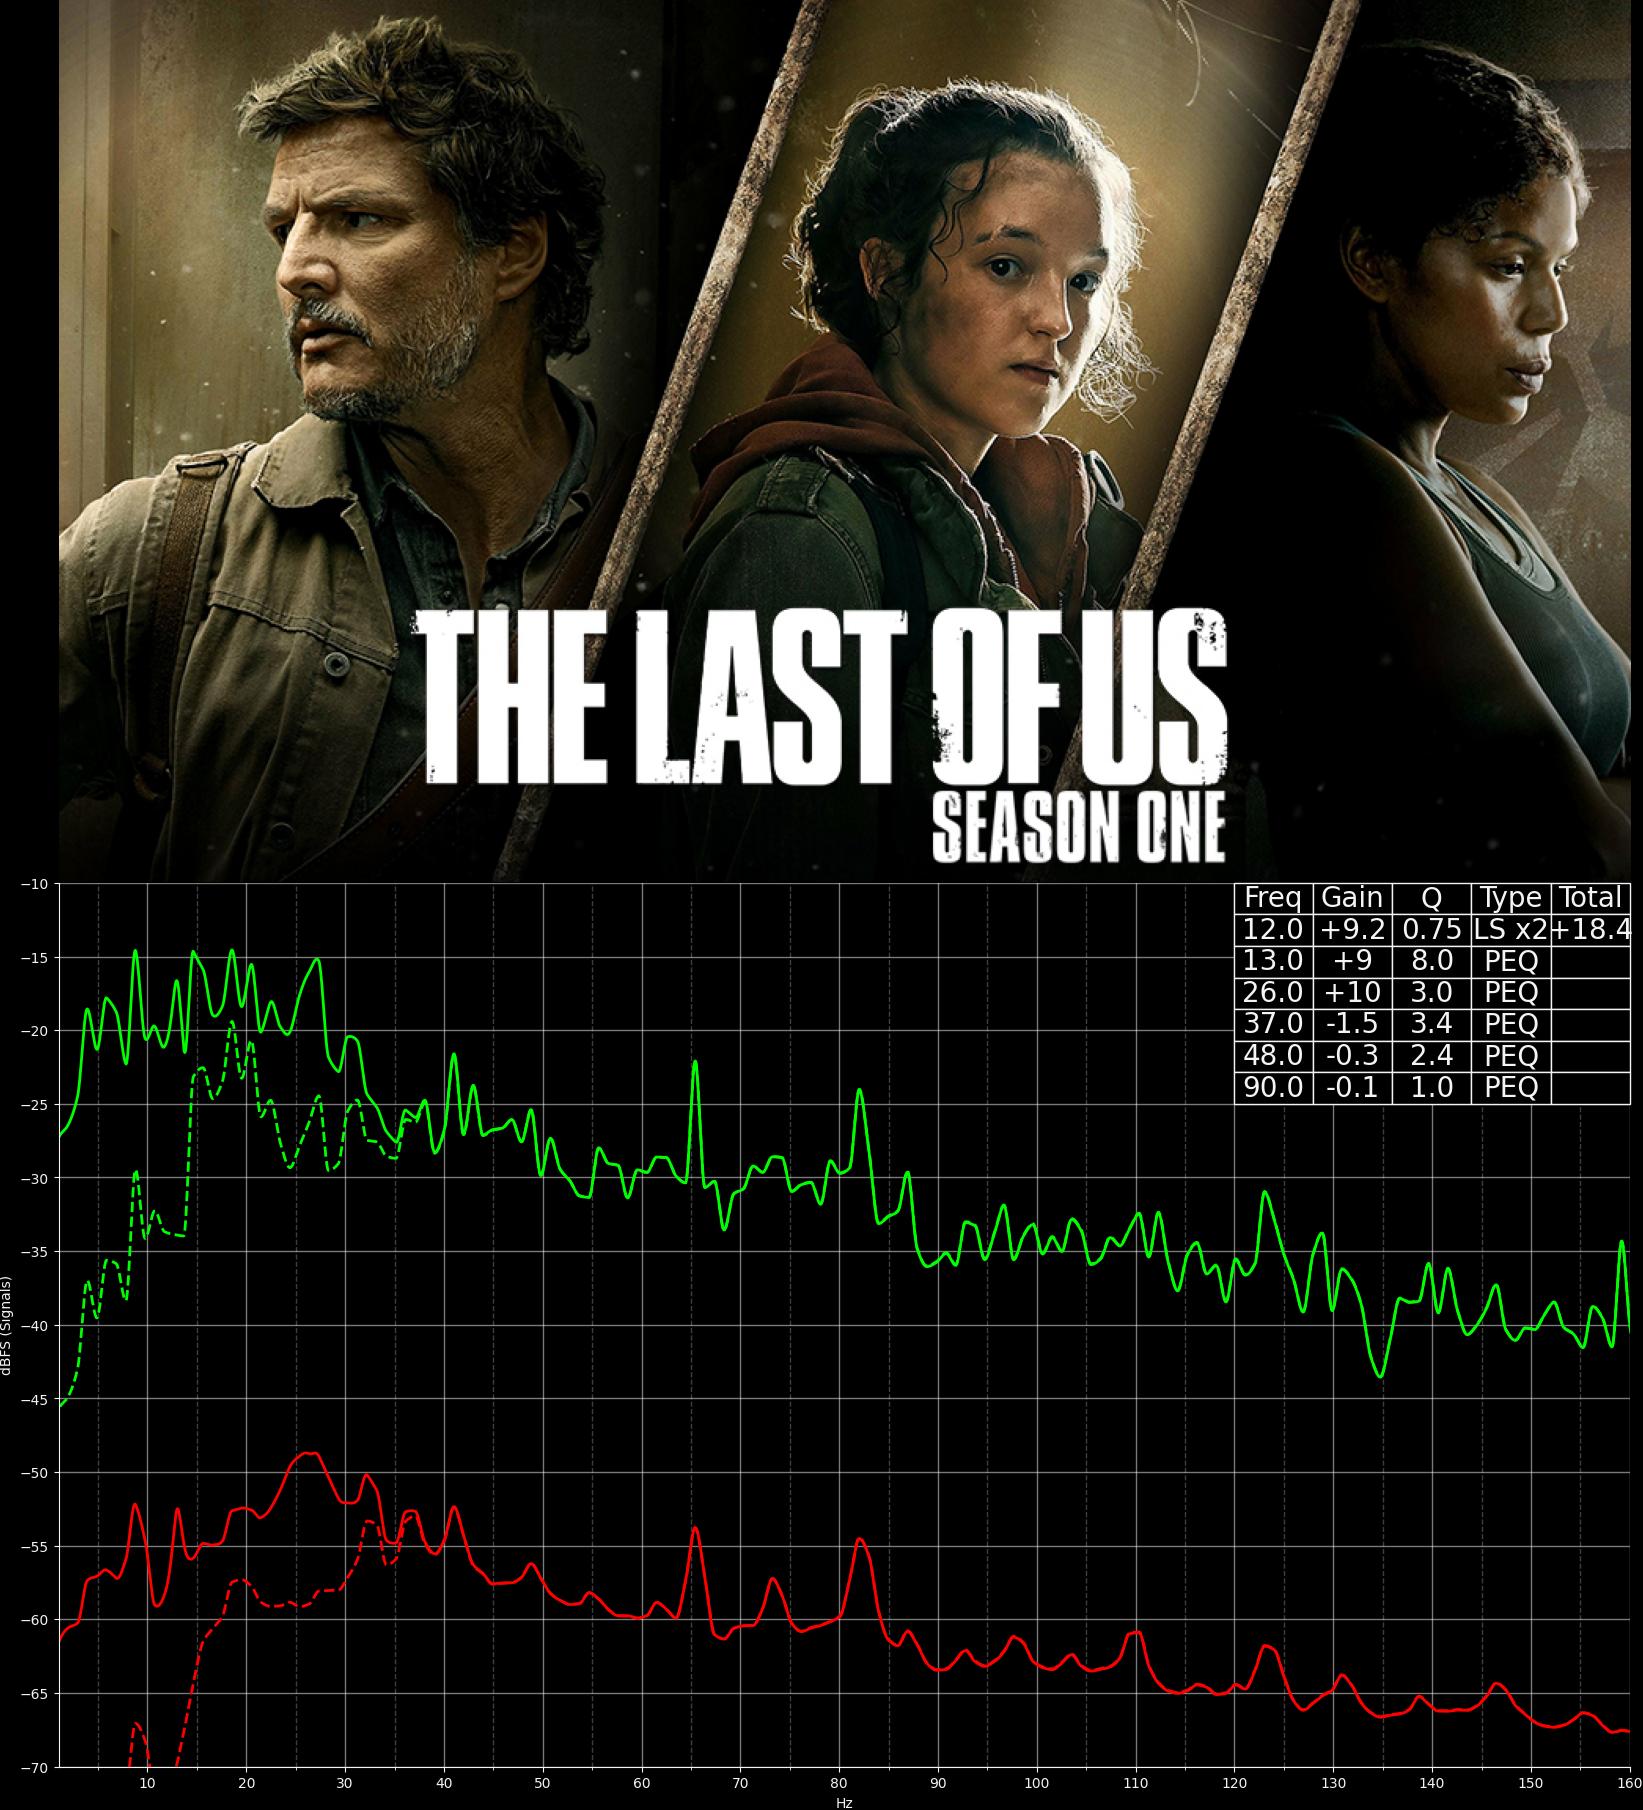 THE LAST OF US
SEASON ONE
Freq Gain Q Type Total
12.0 +9.2 0.75 LS x2 +18.4
13.0 +9 8.0 PEQ
26.0 +10 3.0 PEQ
37.0 -1.5 3.4 PEQ
48.0 -0.3 2.4 PEQ
90.0 -0.1 1.0 PEQ
−10
−15
−20
−25
−30
−35
−40
−45
−50
−55
−60
−65
−70
dBFS (Signals)
10 20 30 40 50 60 70 80 90 100 110 120 130 140 150 160
Hz